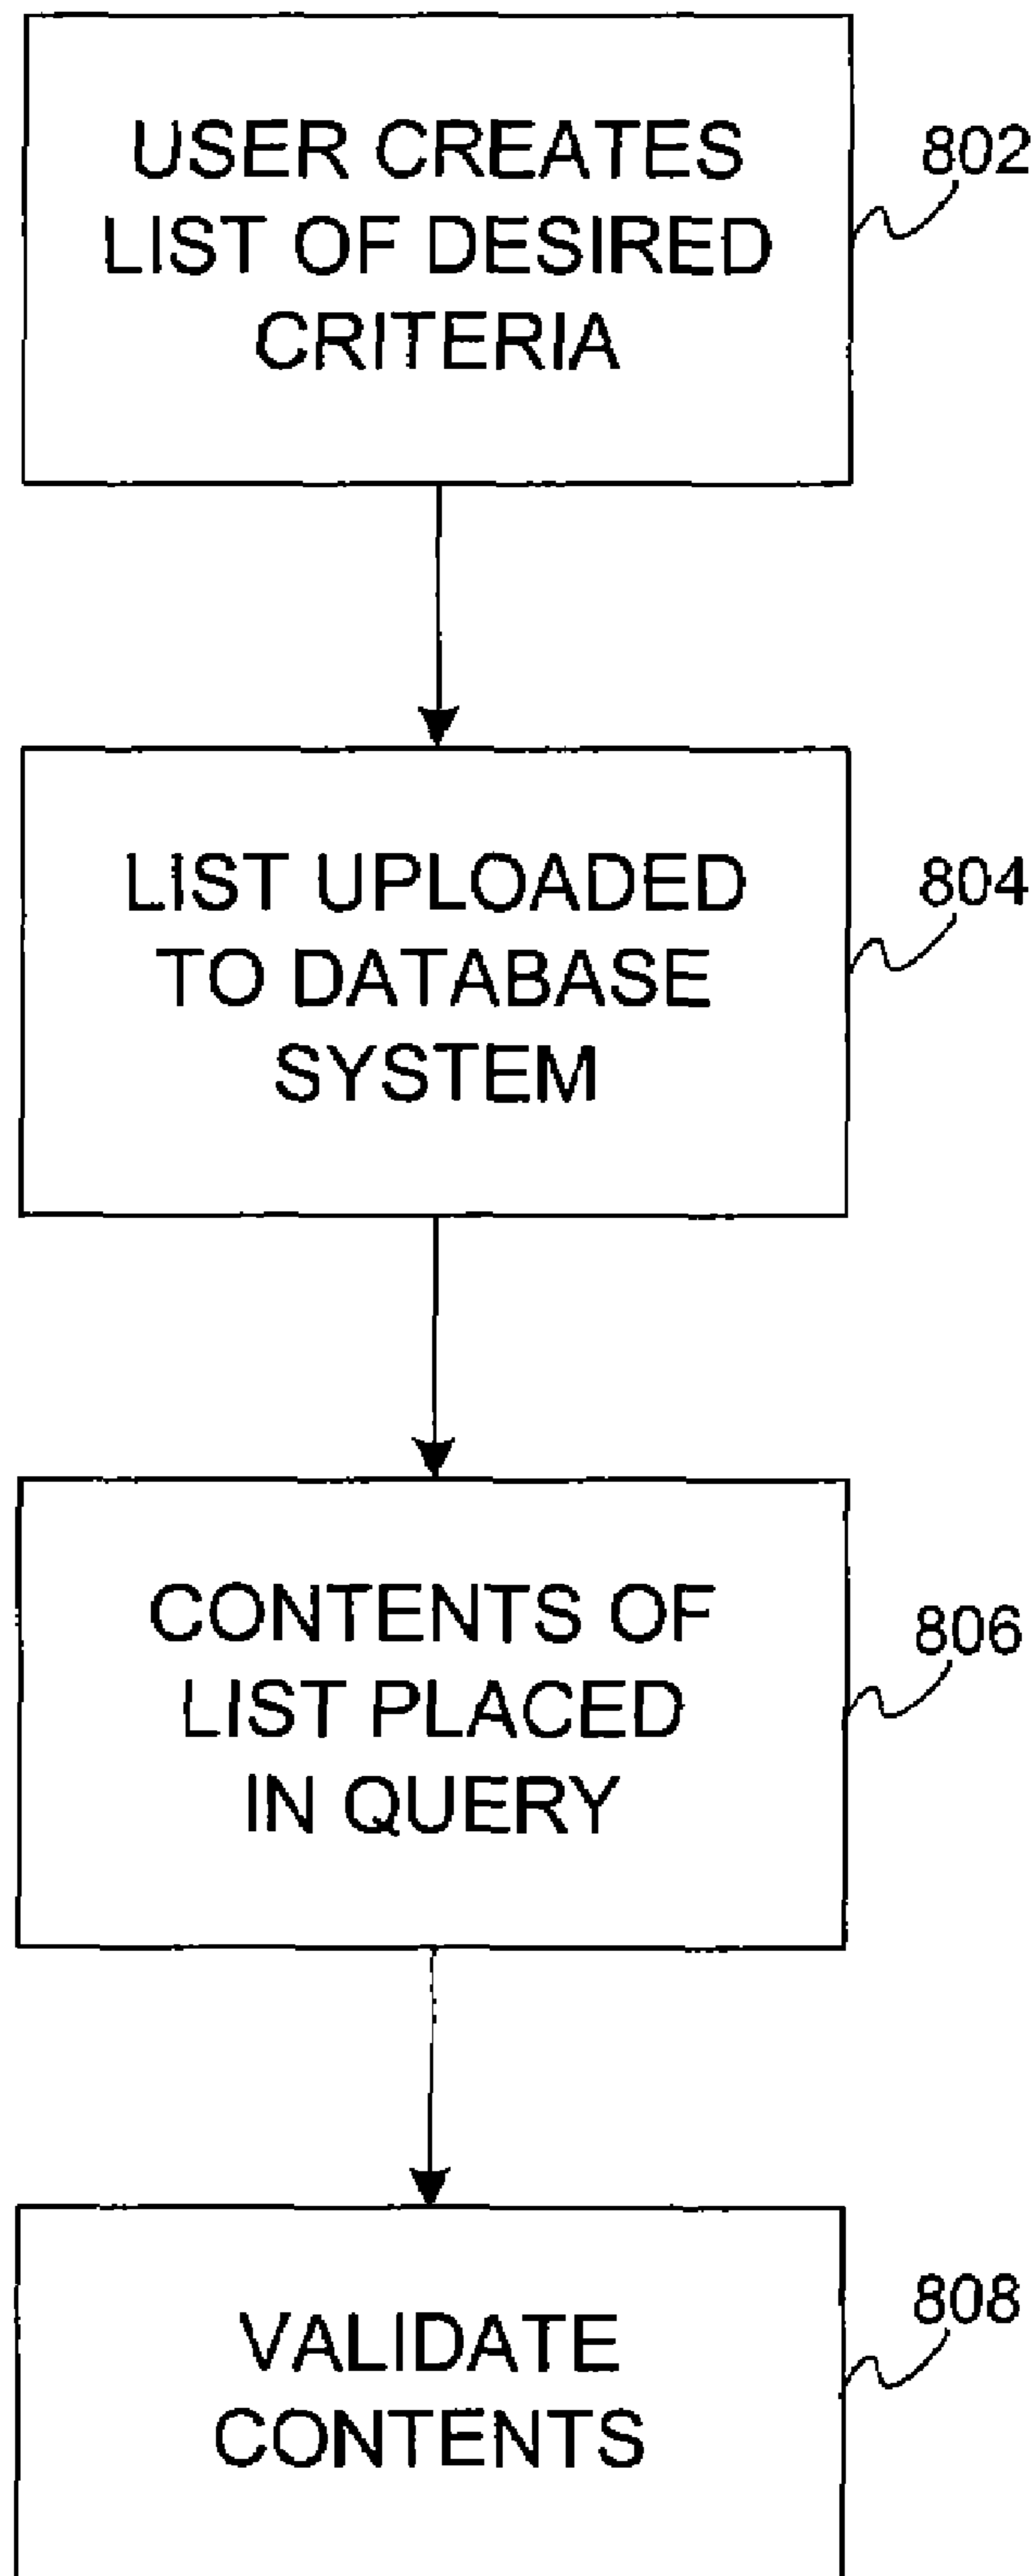 USER CREATES
LIST OF DESIRED
CRITERIA
802
LIST UPLOADED
TO DATABASE
SYSTEM
804
CONTENTS OF
LIST PLACED
IN QUERY
806
VALIDATE
CONTENTS
808